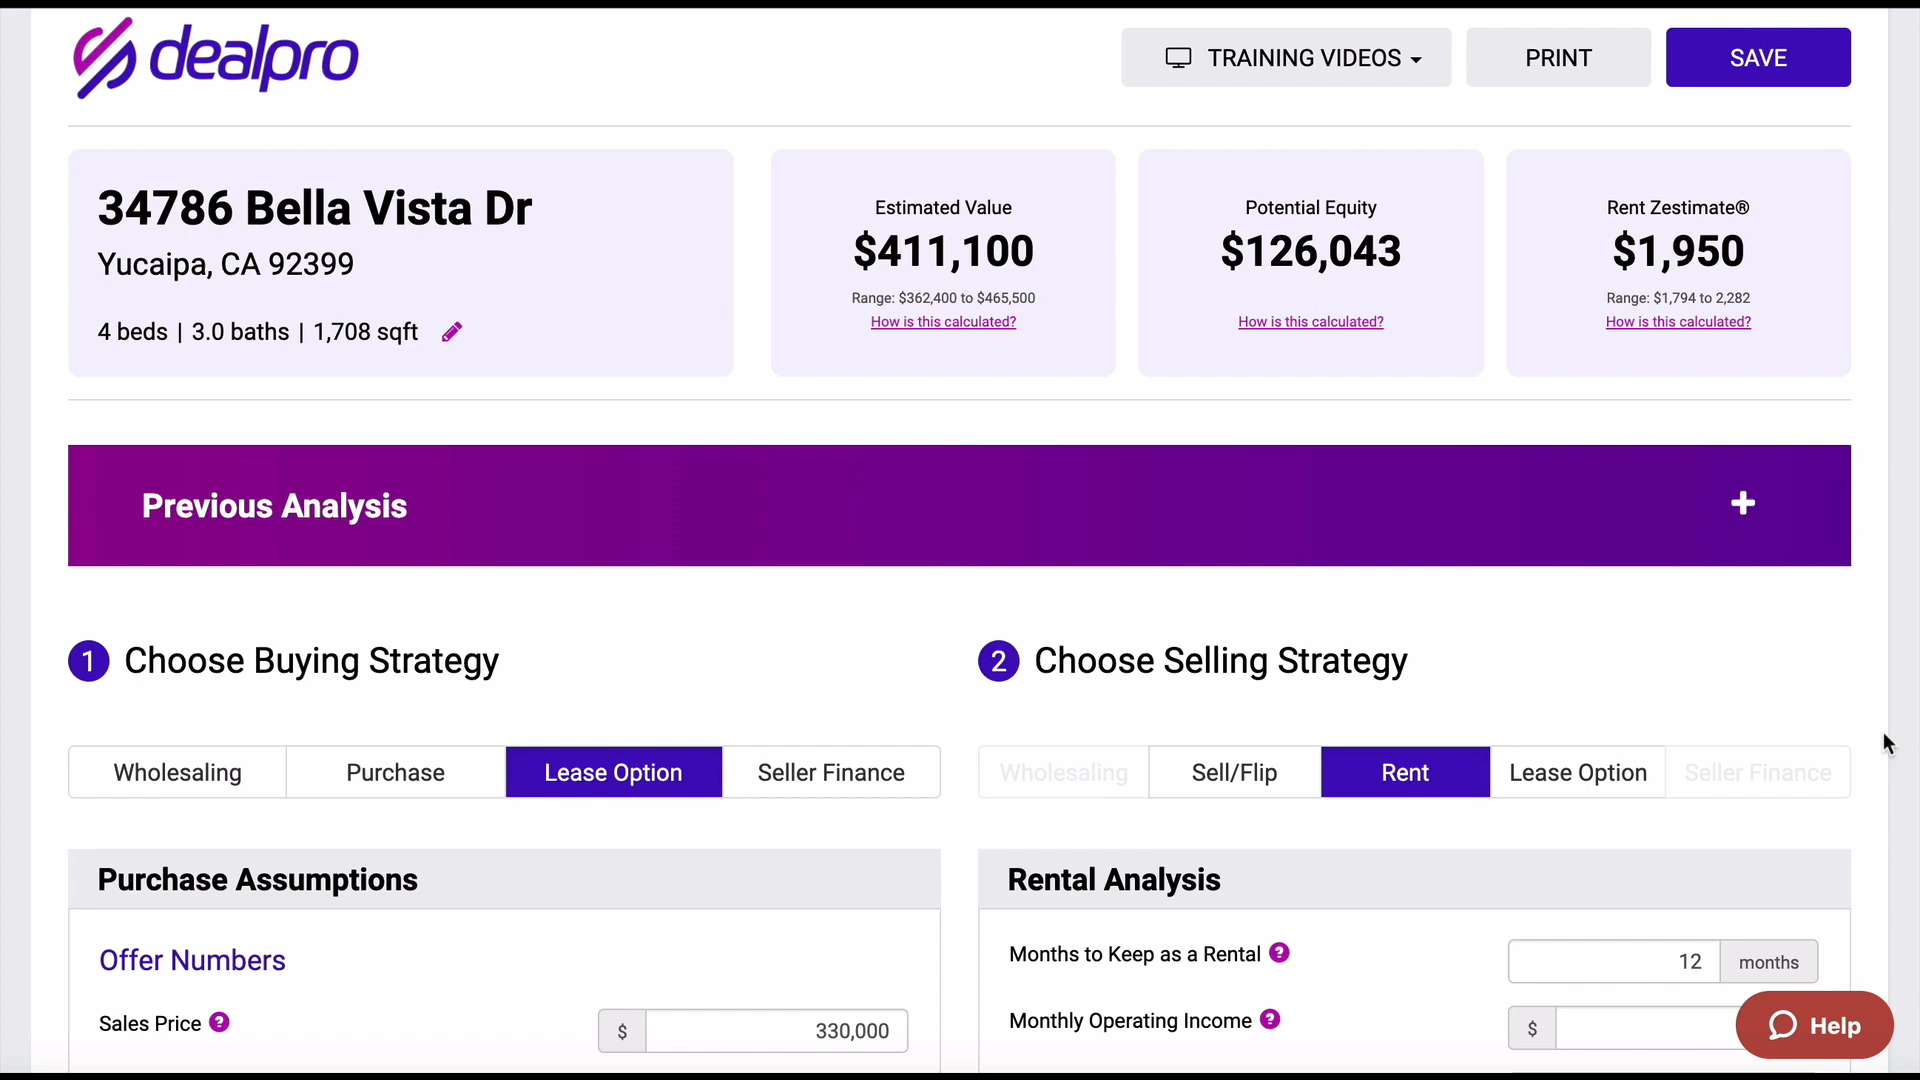 dealpro
TRAINING VIDEOS
PRINT
SAVE
34786 Bella Vista Dr
Yucaipa, CA 92399
4 beds | 3.0 baths | 1,708 sqft
Estimated Value
$411,100
Range: $362,400 to $465,500
How is this calculated?
Potential Equity
$126,043
How is this calculated?
Rent Zestimate®
$1,950
Range: $1,794 to 2,282
How is this calculated?
Previous Analysis
+
1 Choose Buying Strategy
Wholesaling
Purchase
Lease Option
Seller Finance
2 Choose Selling Strategy
Wholesaling
Sell/Flip
Rent
Lease Option
Seller Finance
Purchase Assumptions
Offer Numbers
Sales Price ?
$ 330,000
Rental Analysis
Months to Keep as a Rental ?
12 months
Monthly Operating Income ?
$
Help